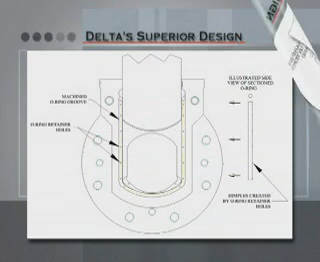 DELTA'S SUPERIOR DESIGN
ILLUSTRATED SIDE
VIEW OF SECTIONED
O-RING
MACHINED
O-RING GROOVE
O-RING RETAINER
HOLES
DIMPLES CREATED
BY O-RING RETAINER
HOLES